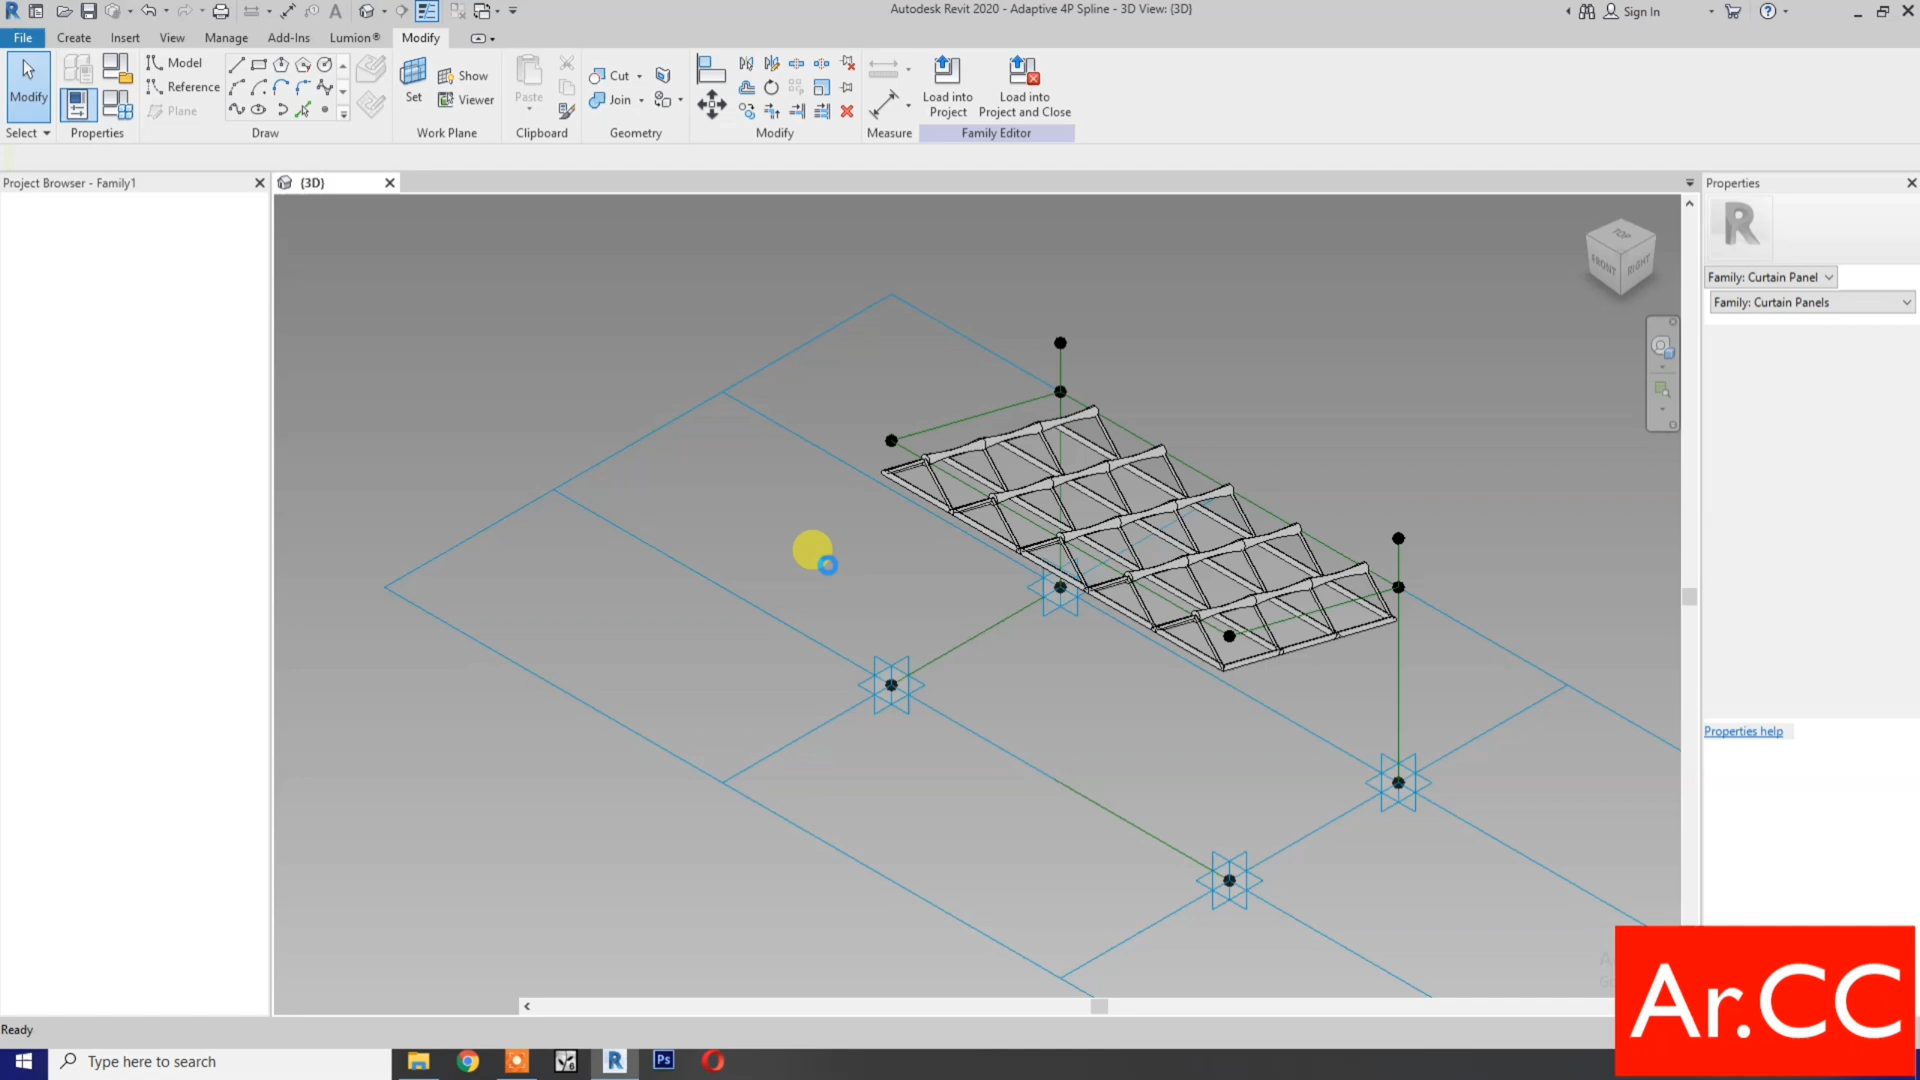 Autodesk Revit 2020 - Adaptive 4P Spline - 3D View: {3D}
Sign In
File
Create
Insert
View
Manage
Add-Ins
Lumion®
Modify
Modify
Model
Reference
Plane
Set
Show
Viewer
Paste
Cut
Join
Load into
Project
Load into
Project and Close
Select
Properties
Draw
Work Plane
Clipboard
Geometry
Modify
Measure
Family Editor
Project Browser - Family1
{3D}
Properties
TOP
FRONT
RIGHT
Family: Curtain Panel
Family: Curtain Panels
Properties help
Ar.CC
Ready
Type here to search